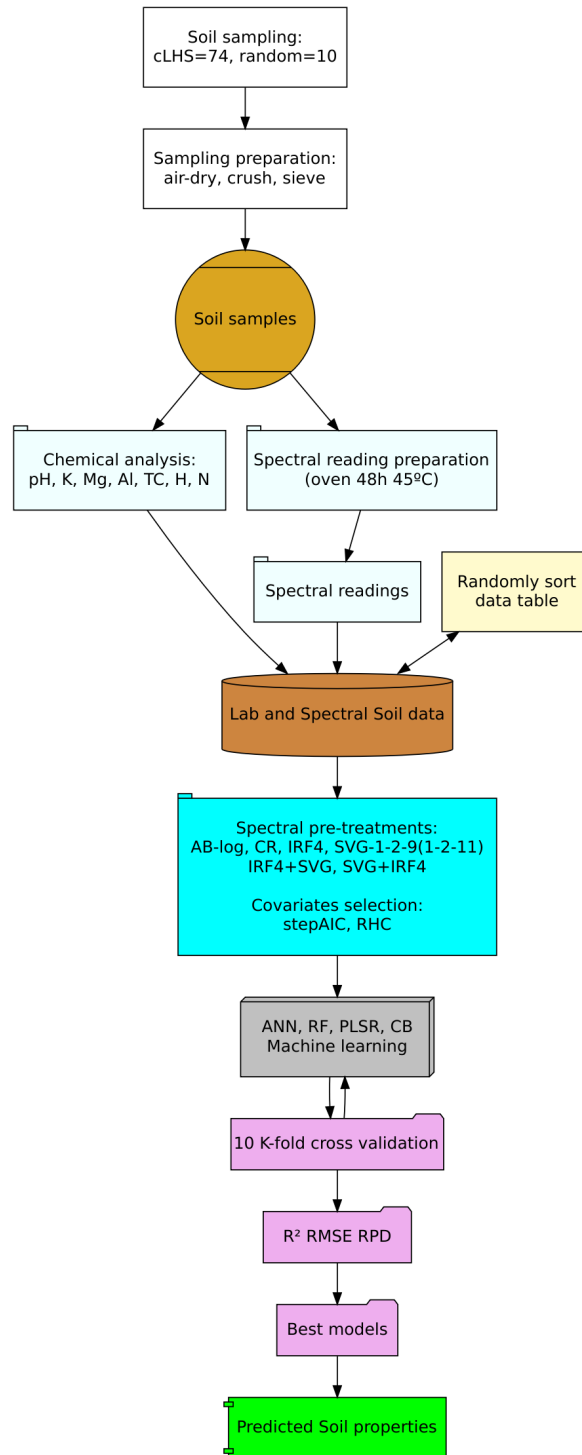 Soil sampling:
cLHS=74, random=10
Sampling preparation:
air-dry, crush, sieve
Soil samples
Chemical analysis:
pH, K, Mg, Al, TC, H, N
Spectral reading preparation
(oven 48h 45ºC)
Spectral readings
Randomly sort
data table
Lab and Spectral Soil data
Spectral pre-treatments:
AB-log, CR, IRF4, SVG-1-2-9(1-2-11)
IRF4+SVG, SVG+IRF4
Covariates selection:
stepAIC, RHC
ANN, RF, PLSR, CB
Machine learning
10 K-fold cross validation
R² RMSE RPD
Best models
Predicted Soil properties